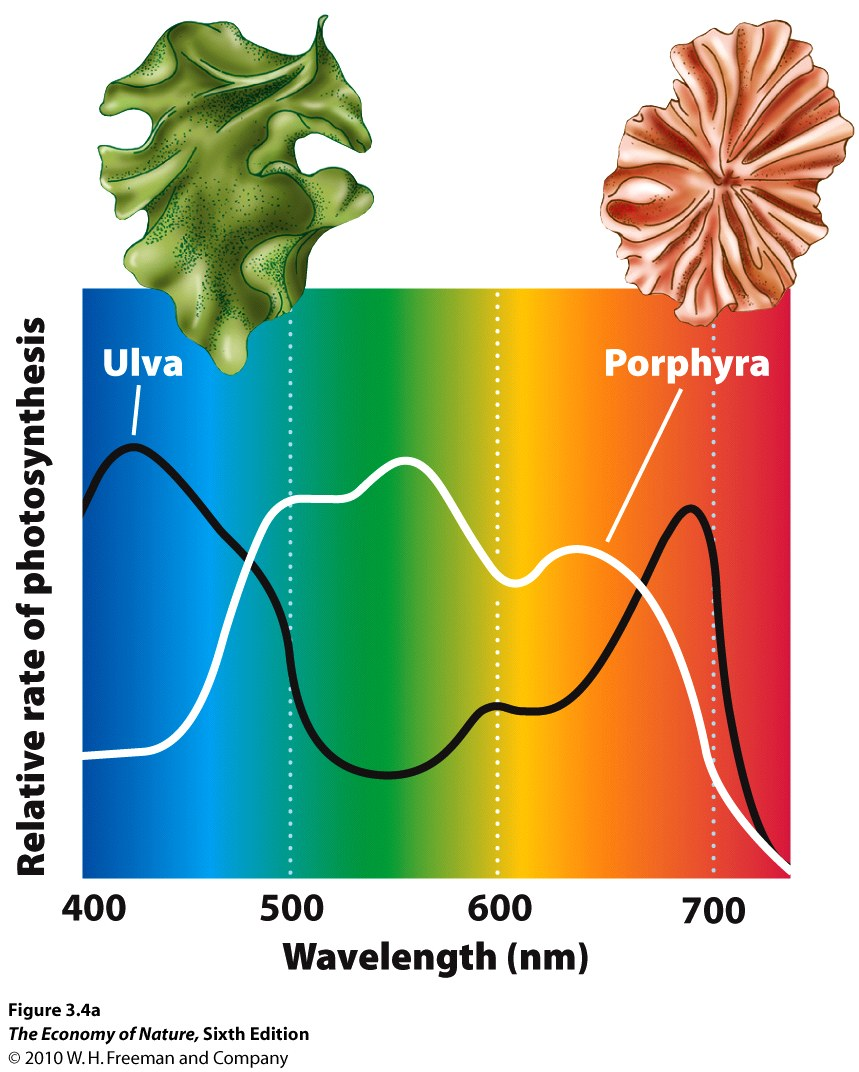 Ulva
Porphyra
Relative rate of photosynthesis
400
500
600
700
Wavelength (nm)
Figure 3.4a
The Economy of Nature, Sixth Edition
© 2010 W. H. Freeman and Company